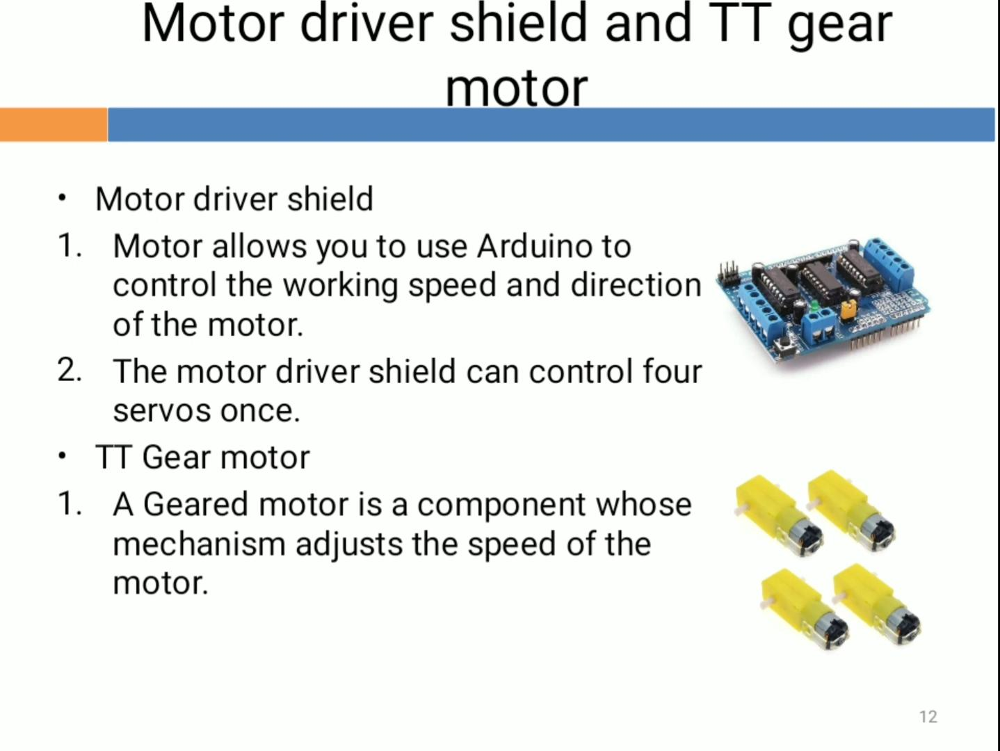 Motor driver shield and TT gear
motor
• Motor driver shield
1. Motor allows you to use Arduino to
control the working speed and direction
of the motor.
2. The motor driver shield can control four
servos once.
• TT Gear motor
1. A Geared motor is a component whose
mechanism adjusts the speed of the
motor.
12